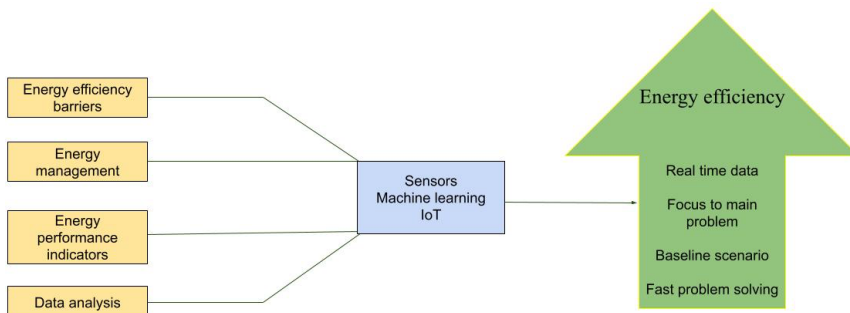 Energy efficiency
barriers
Energy
management
Energy
performance
indicators
Data analysis
Sensors
Machine learning
IoT
Energy efficiency
Real time data
Focus to main
problem
Baseline scenario
Fast problem solving